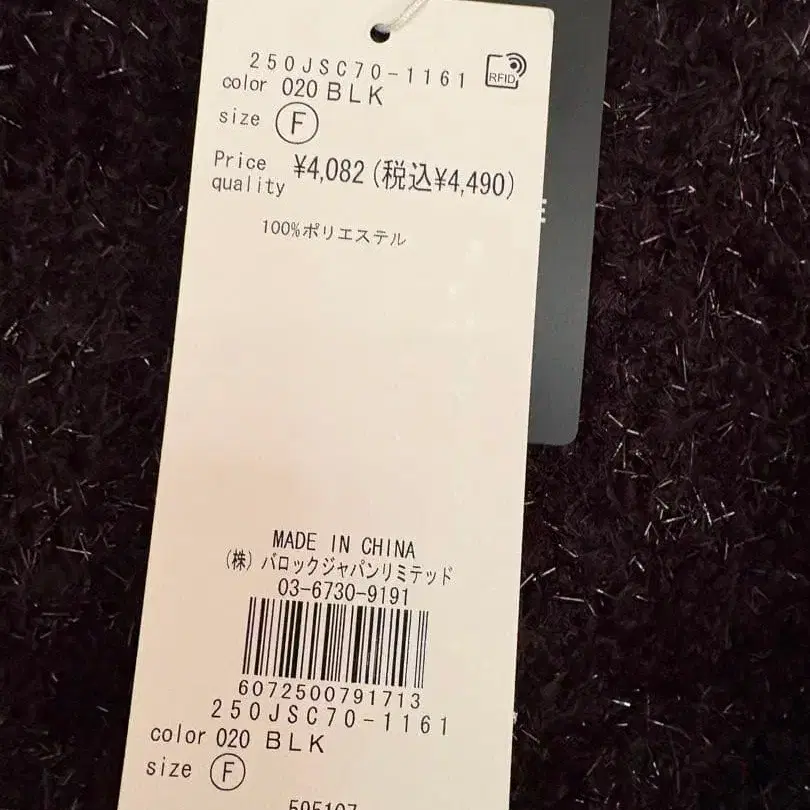 250JSC70-1161
RFID
color 020 BLK
size F
Price ¥4,082(税込¥4,490)
quality
100%ポリエステル
E
MADE IN CHINA
(株)バロックジャパンリミテッド
03-6730-9191
6072500791713
250JSC70-1161
color 020 BLK
size F